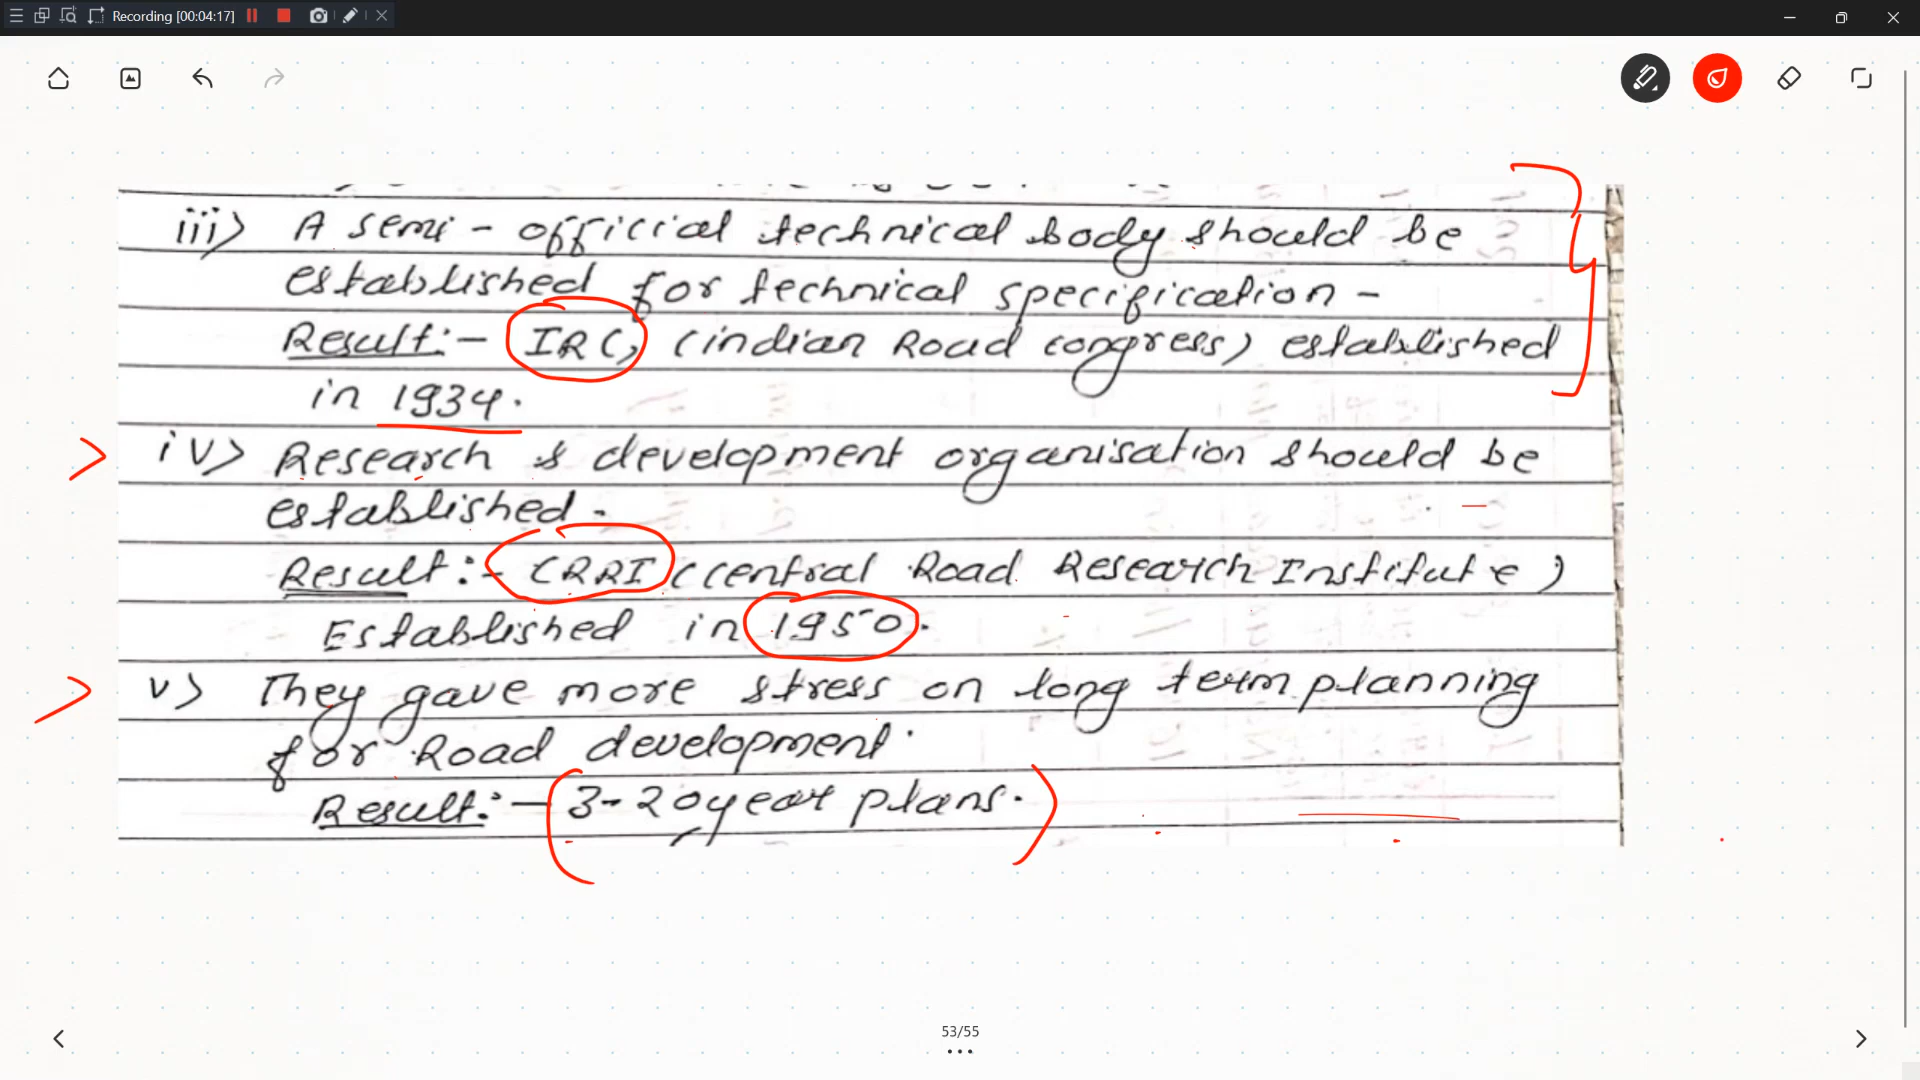 Recording [00:04:17]
iii) A semi - official technical body should be
established for technical specification -
Result:- IRC, (indian Road congress) established
in 1934.
iv) Research & development organisation should be
established.
Result:- CRRI (central Road Research Institute)
Established in 1950.
v) They gave more stress on long term planning
for Road development.
Result:- 3-20year plans.
53/55